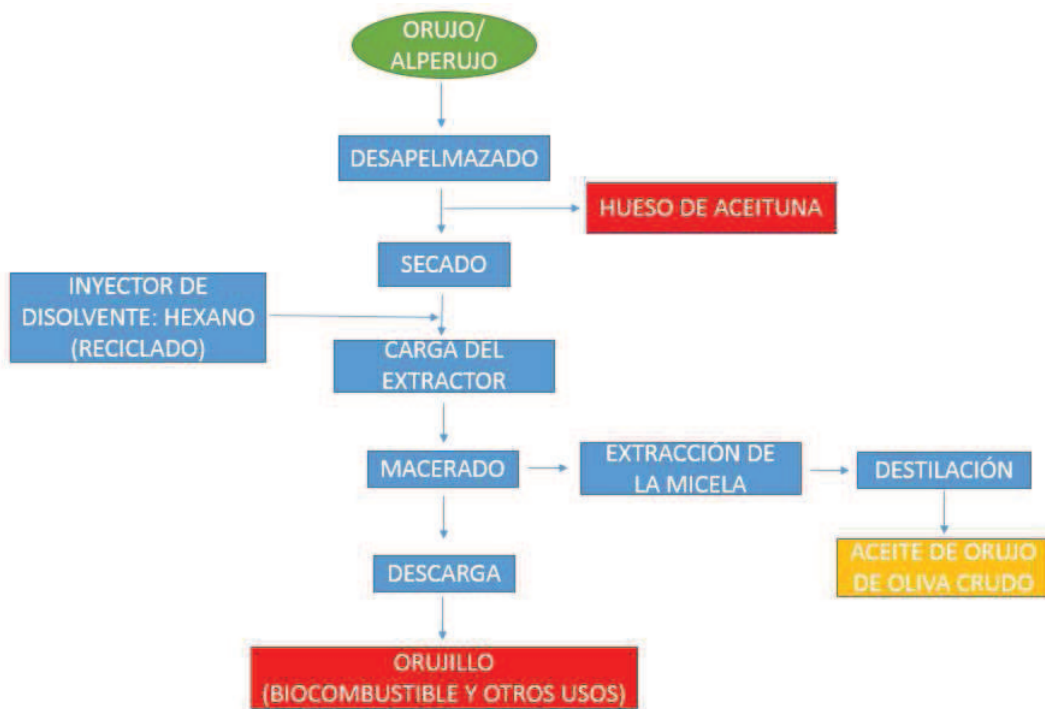 ORUJO/
ALPERUJO
DESAPELMAZADO
HUESO DE ACEITUNA
SECADO
INYECTOR DE
DISOLVENTE: HEXANO
(RECICLADO)
CARGA DEL
EXTRACTOR
MACERADO
EXTRACCIÓN DE
LA MICELA
DESTILACIÓN
DESCARGA
ACEITE DE ORUJO
DE OLIVA CRUDO
ORUJILLO
(BIOCOMBUSTIBLE Y OTROS USOS)